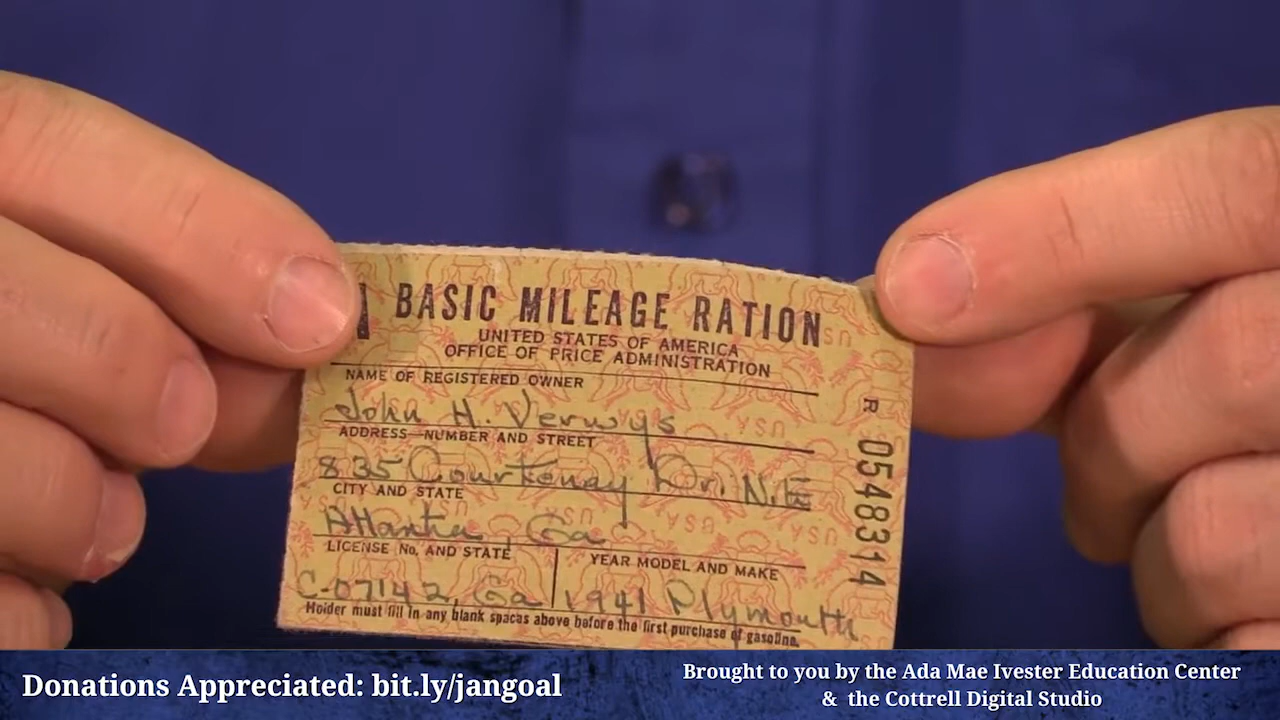 A BASIC MILEAGE RATION
UNITED STATES OF AMERICA
OFFICE OF PRICE ADMINISTRATION
NAME OF REGISTERED OWNER
John H. Verwys
ADDRESS—NUMBER AND STREET
835 Courtenay Dr. N.E
CITY AND STATE
Atlanta, Ga
LICENSE No. AND STATE
YEAR MODEL AND MAKE
C-07142, Ga
1941 Plymouth
Holder must fill in any blank spaces above before the first purchase of gasoline.
R 0548314
Donations Appreciated: bit.ly/jangoal
Brought to you by the Ada Mae Ivester Education Center
& the Cottrell Digital Studio